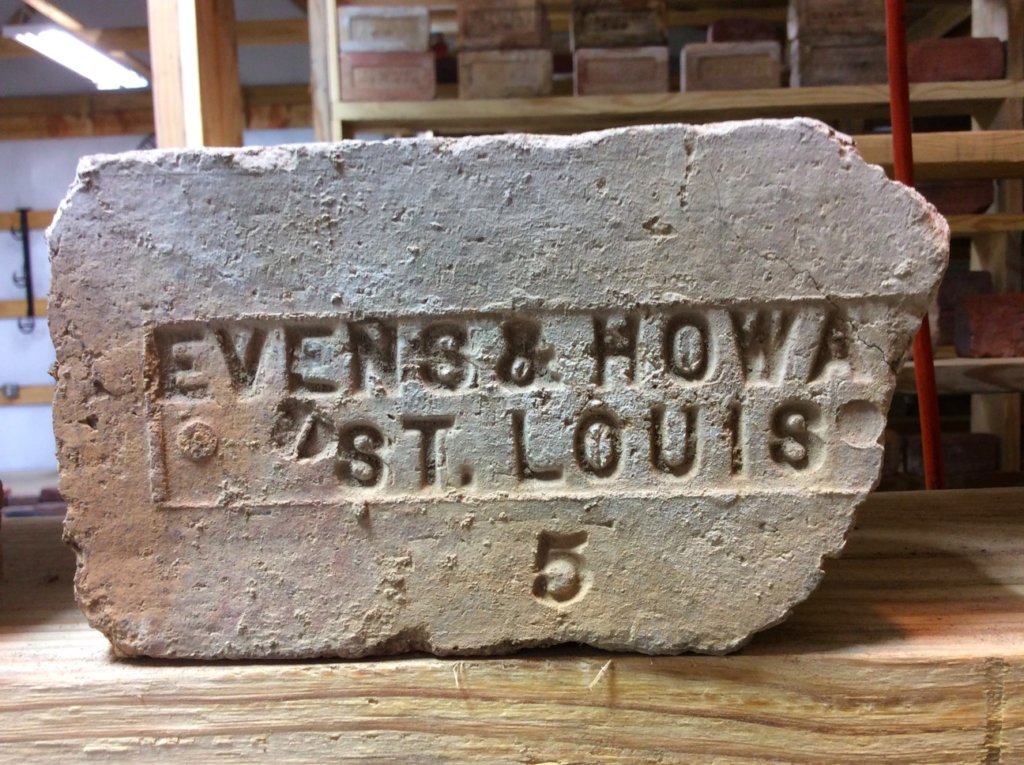 EVENS & HOWA
ST. LOUIS
5